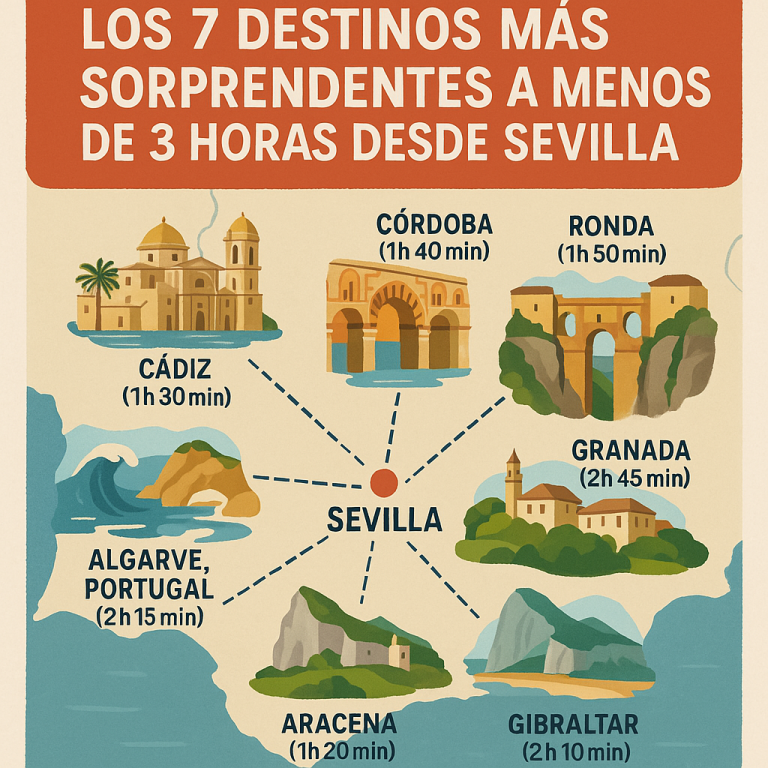 LOS 7 DESTINOS MÁS
SORPRENDENTES A MENOS
DE 3 HORAS DESDE SEVILLA
CÓRDOBA
(1h 40 min)
RONDA
(1h 50 min)
CÁDIZ
(1h 30 min)
GRANADA
(2h 45 min)
SEVILLA
ALGARVE,
PORTUGAL
(2h 15 min)
ARACENA
(1h 20 min)
GIBRALTAR
(2h 10 min)